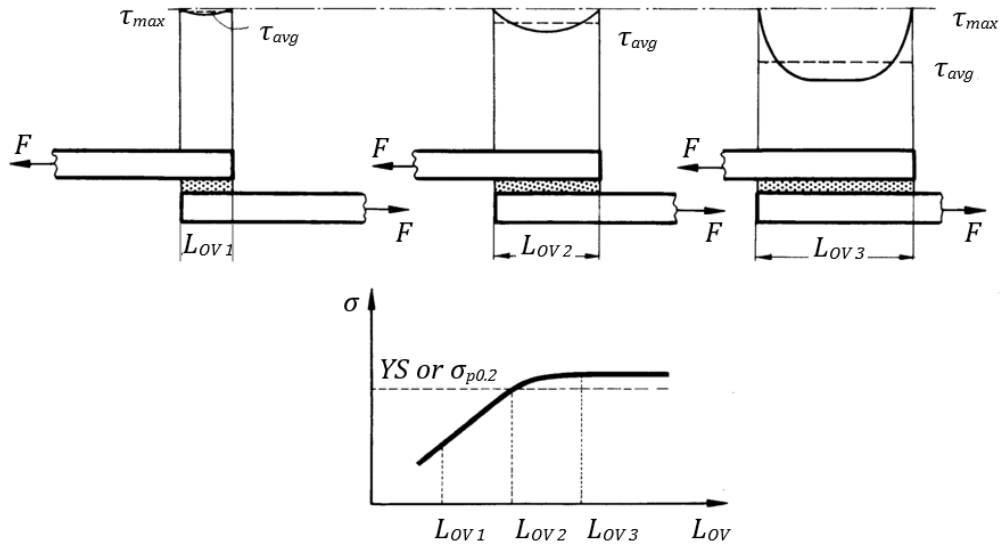 τmax τavg
τavg
τmax
τavg
F F F
F F F
LOV 1 LOV 2 LOV 3
σ
YS or σp0.2
LOV 1 LOV 2 LOV 3 LOV